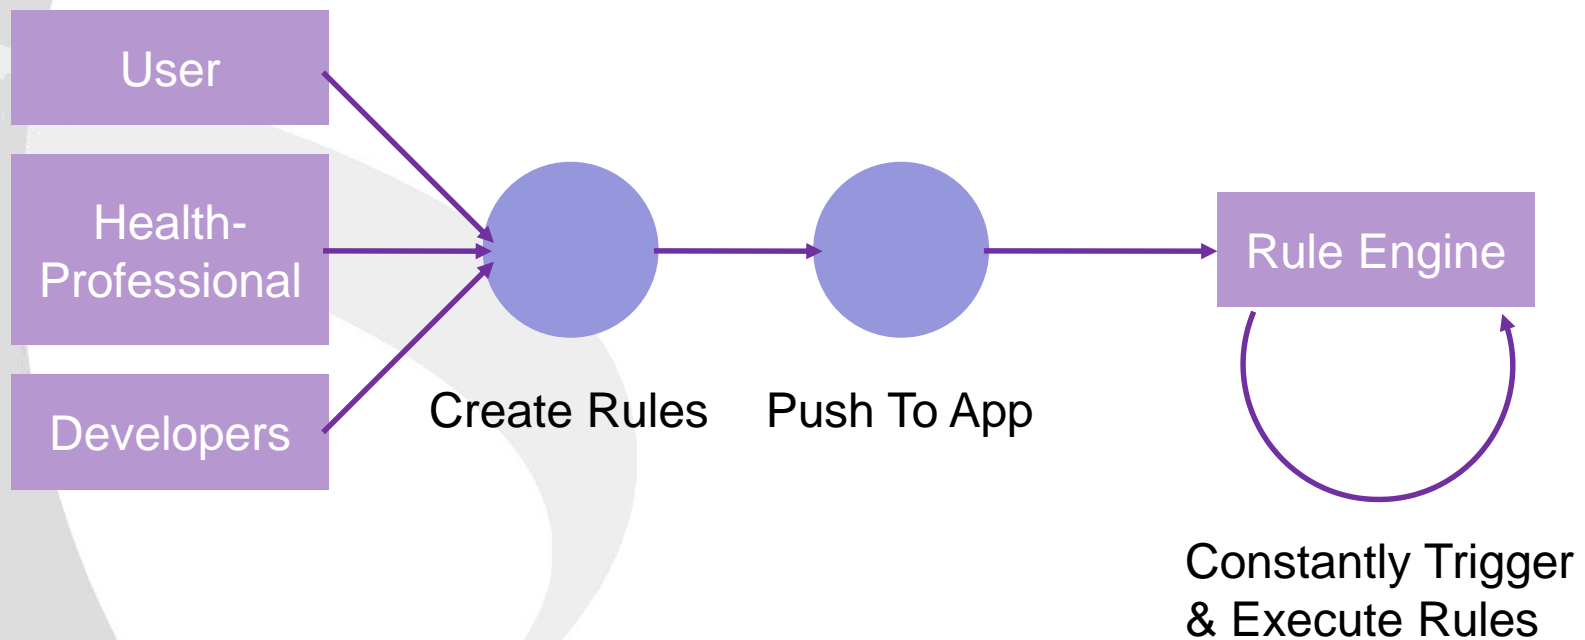 User
Health-
Professional
Developers
Create Rules
Push To App
Rule Engine
Constantly Trigger
& Execute Rules